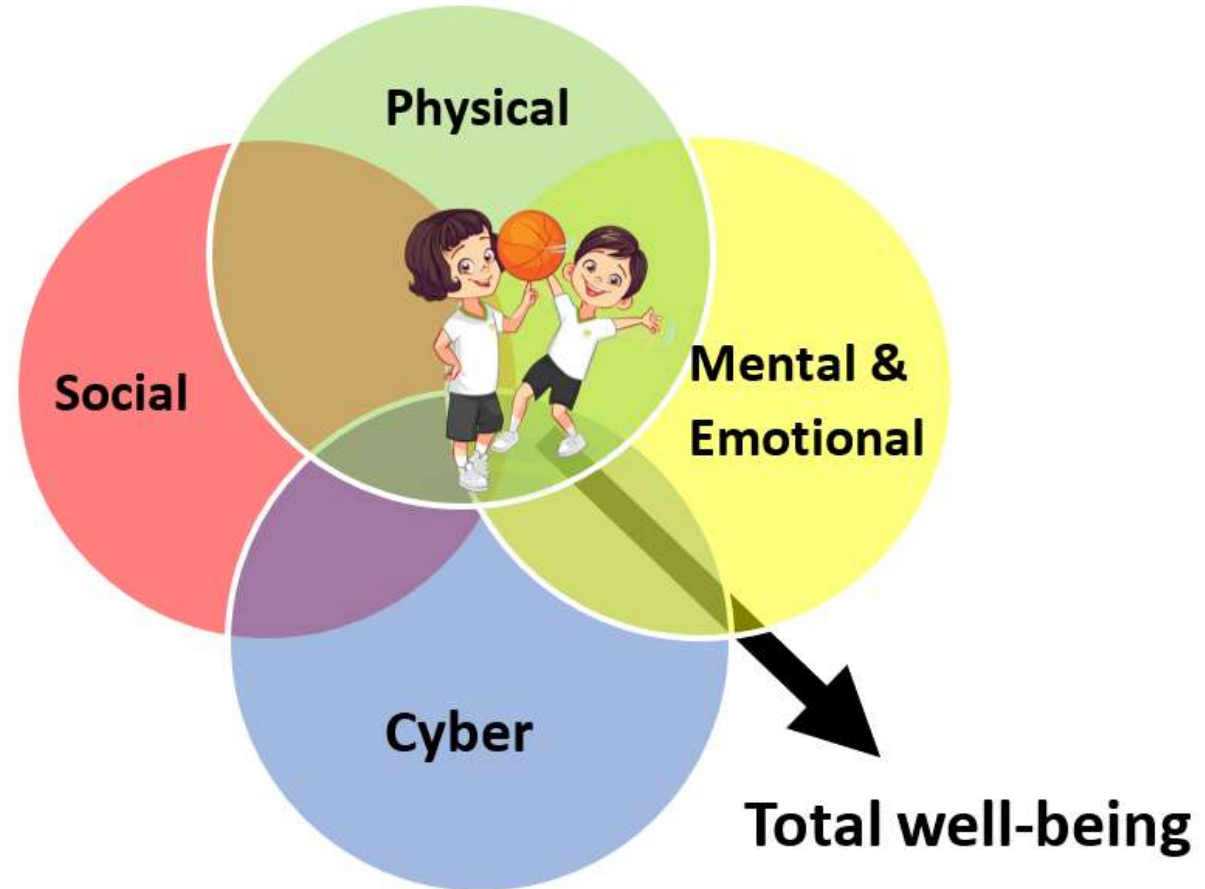 Physical
Social
Mental &
Emotional
Cyber
Total well-being